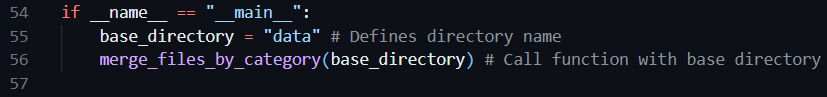 54 if __name__ == "__main__":
55     base_directory = "data" # Defines directory name
56     merge_files_by_category(base_directory) # Call function with base directory
57